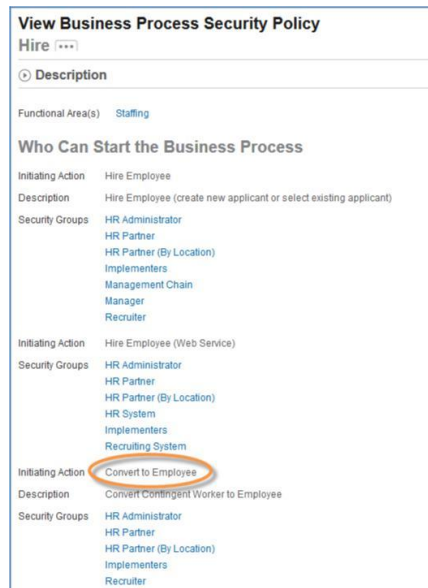 View Business Process Security Policy
Hire
Description
Functional Area(s) Staffing
Who Can Start the Business Process
Initiating Action Hire Employee
Description Hire Employee (create new applicant or select existing applicant)
Security Groups HR Administrator
HR Partner
HR Partner (By Location)
Implementers
Management Chain
Manager
Recruiter
Initiating Action Hire Employee (Web Service)
Security Groups HR Administrator
HR Partner
HR Partner (By Location)
HR System
Implementers
Recruiting System
Initiating Action Convert to Employee
Description Convert Contingent Worker to Employee
Security Groups HR Administrator
HR Partner
HR Partner (By Location)
Implementers
Recruiter